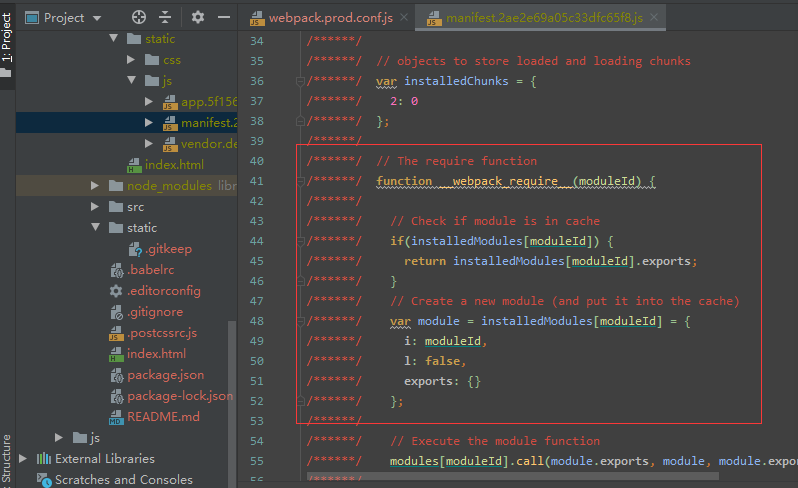 1: Project
Structure
Project
static
css
js
app.5f156
manifest.2
vendor.de
index.html
node_modules libr
src
static
.gitkeep
.babelrc
.editorconfig
.gitignore
.postcssrc.js
index.html
package.json
package-lock.json
README.md
js
External Libraries
Scratches and Consoles
webpack.prod.conf.js
manifest.2ae2e69a05c33dfc65f8.js
34 /******/
35 /******/ // objects to store loaded and loading chunks
36 /******/ var installedChunks = {
37 /******/ 2: 0
38 /******/ };
39 /******/
40 /******/ // The require function
41 /******/ function __webpack_require__(moduleId) {
42 /******/
43 /******/ // Check if module is in cache
44 /******/ if(installedModules[moduleId]) {
45 /******/ return installedModules[moduleId].exports;
46 /******/ }
47 /******/ // Create a new module (and put it into the cache)
48 /******/ var module = installedModules[moduleId] = {
49 /******/ i: moduleId,
50 /******/ l: false,
51 /******/ exports: {}
52 /******/ };
53 /******/
54 /******/ // Execute the module function
55 /******/ modules[moduleId].call(module.exports, module, module.expor
56 /******/